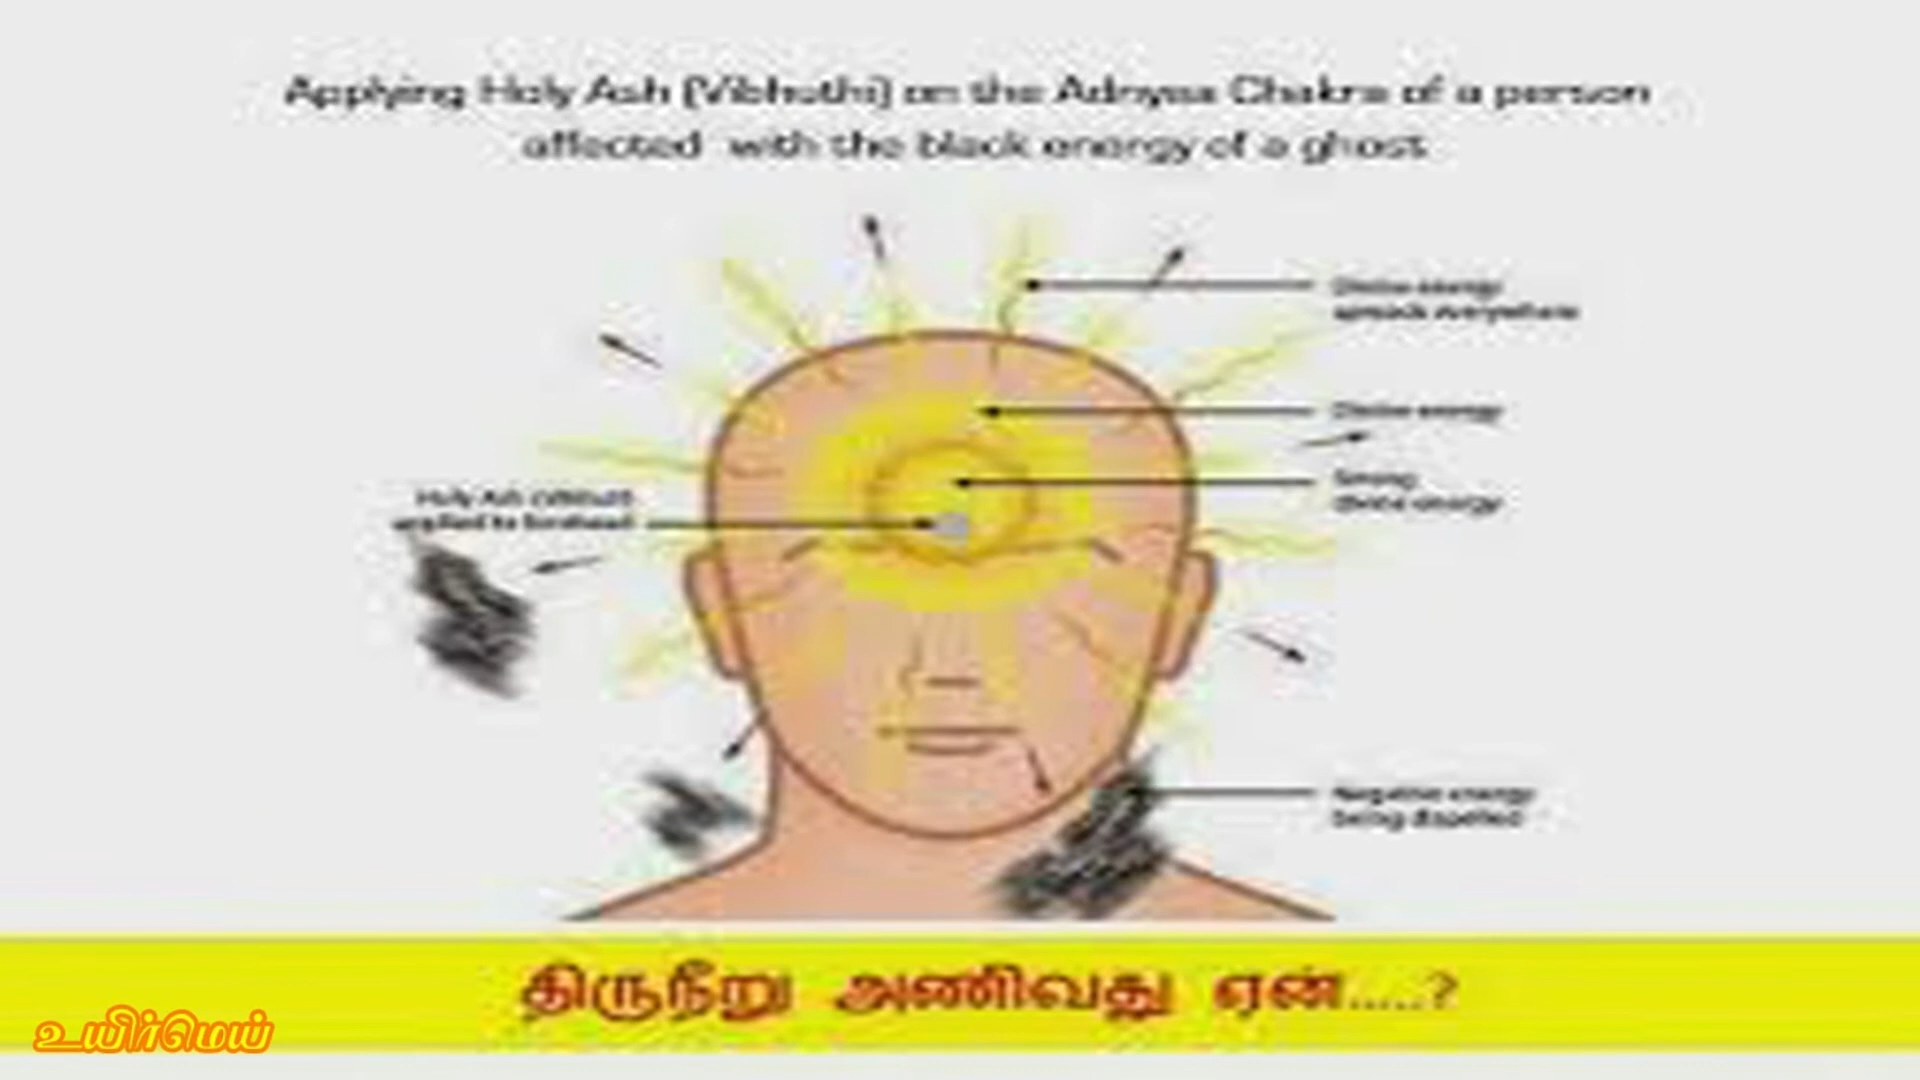 Applying Holy Ash (Vibhuthi) on the Adnyaa Chakra of a person
affected with the black energy of a ghost
Divine energy
spreads everywhere
Divine energy
Strong
divine energy
Holy Ash (vibhuti)
applied to forehead
Negative energy
being dispelled
திருநீறு அணிவது ஏன்.....?
உயிர்மெய்